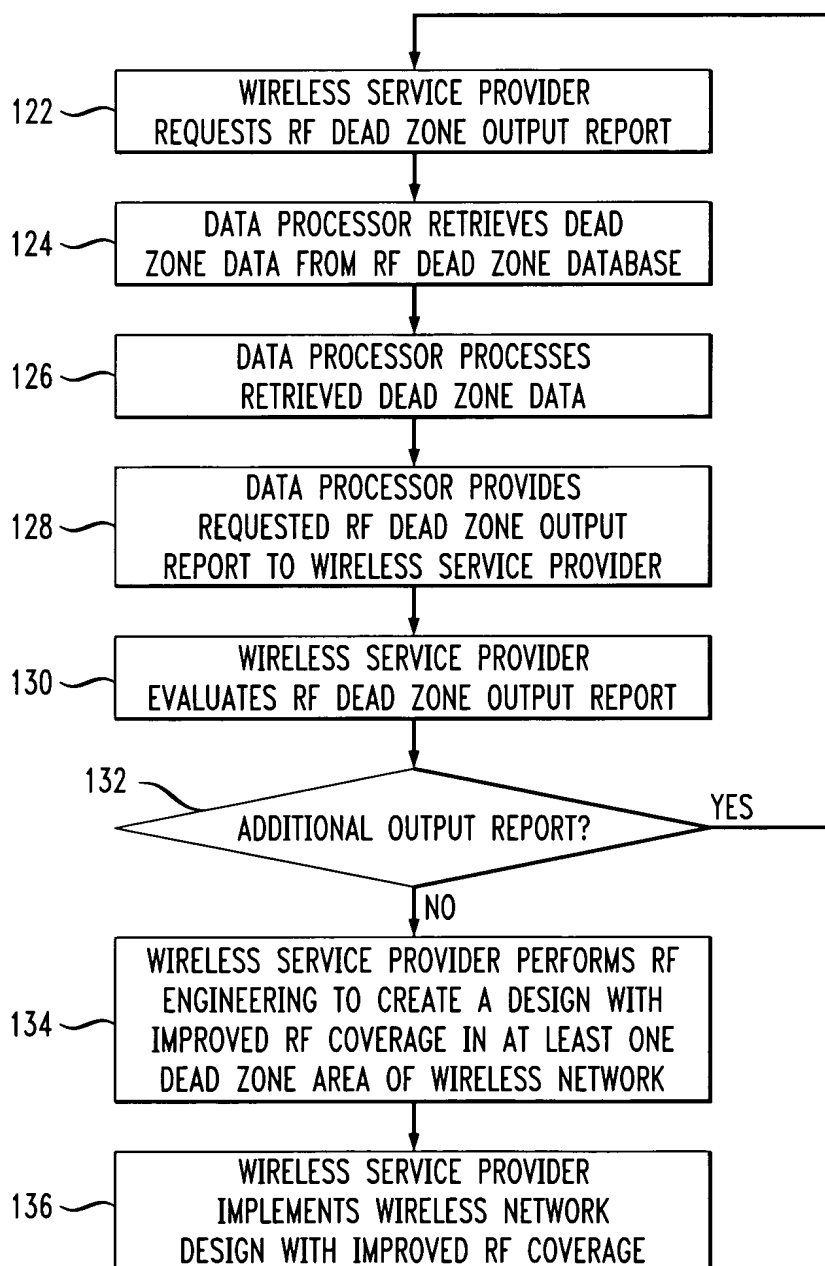 122
WIRELESS SERVICE PROVIDER
REQUESTS RF DEAD ZONE OUTPUT REPORT
124
DATA PROCESSOR RETRIEVES DEAD
ZONE DATA FROM RF DEAD ZONE DATABASE
126
DATA PROCESSOR PROCESSES
RETRIEVED DEAD ZONE DATA
128
DATA PROCESSOR PROVIDES
REQUESTED RF DEAD ZONE OUTPUT
REPORT TO WIRELESS SERVICE PROVIDER
130
WIRELESS SERVICE PROVIDER
EVALUATES RF DEAD ZONE OUTPUT REPORT
132
ADDITIONAL OUTPUT REPORT?
YES
NO
134
WIRELESS SERVICE PROVIDER PERFORMS RF
ENGINEERING TO CREATE A DESIGN WITH
IMPROVED RF COVERAGE IN AT LEAST ONE
DEAD ZONE AREA OF WIRELESS NETWORK
136
WIRELESS SERVICE PROVIDER
IMPLEMENTS WIRELESS NETWORK
DESIGN WITH IMPROVED RF COVERAGE